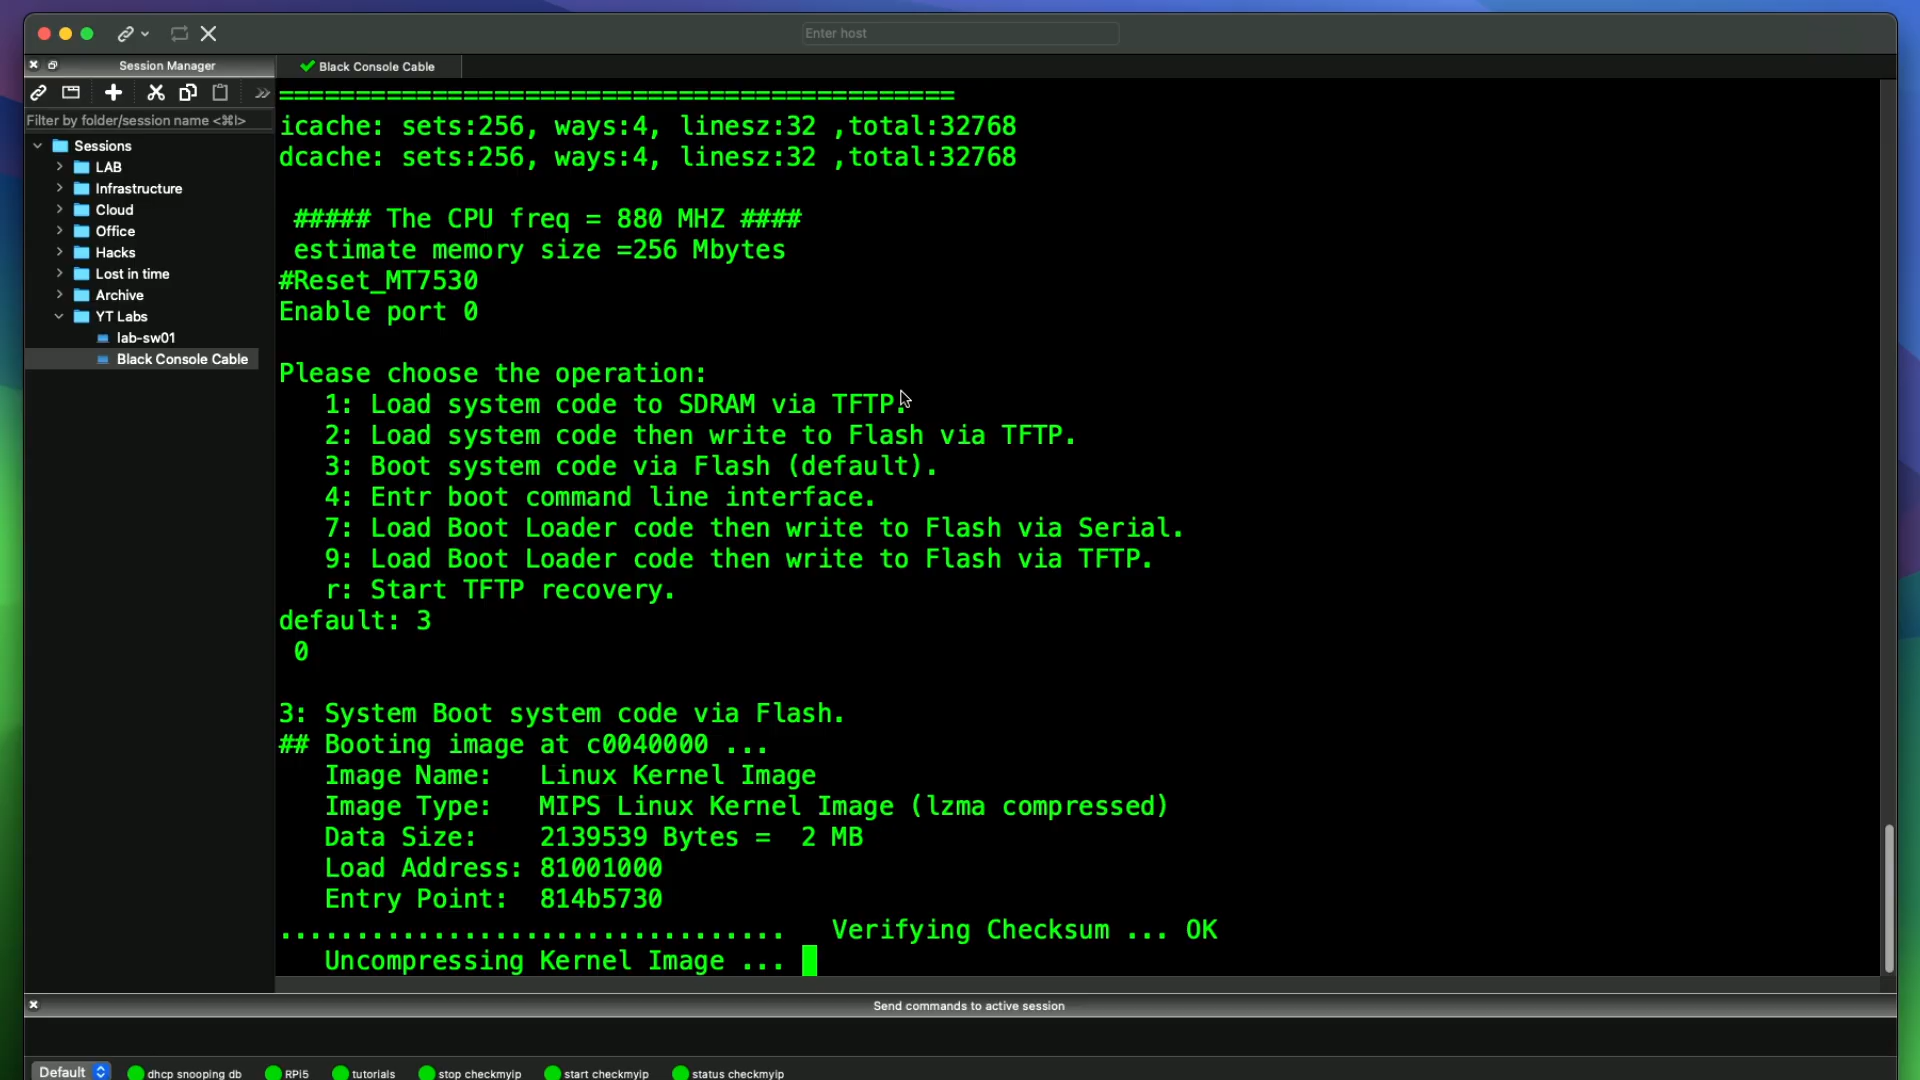 Enter host
Session Manager
Black Console Cable
Filter by folder/session name <⌘I>
Sessions
LAB
Infrastructure
Cloud
Office
Hacks
Lost in time
Archive
YT Labs
lab-sw01
Black Console Cable
============================================
icache: sets:256, ways:4, linesz:32 ,total:32768
dcache: sets:256, ways:4, linesz:32 ,total:32768
##### The CPU freq = 880 MHZ ####
estimate memory size =256 Mbytes
#Reset_MT7530
Enable port 0
Please choose the operation:
1: Load system code to SDRAM via TFTP.
2: Load system code then write to Flash via TFTP.
3: Boot system code via Flash (default).
4: Entr boot command line interface.
7: Load Boot Loader code then write to Flash via Serial.
9: Load Boot Loader code then write to Flash via TFTP.
r: Start TFTP recovery.
default: 3
0
3: System Boot system code via Flash.
## Booting image at c0040000 ...
Image Name:   Linux Kernel Image
Image Type:   MIPS Linux Kernel Image (lzma compressed)
Data Size:    2139539 Bytes =  2 MB
Load Address: 81001000
Entry Point:  814b5730
.................................   Verifying Checksum ... OK
Uncompressing Kernel Image ...
Send commands to active session
Default
dhcp snooping db
RPi5
tutorials
stop checkmyip
start checkmyip
status checkmyip